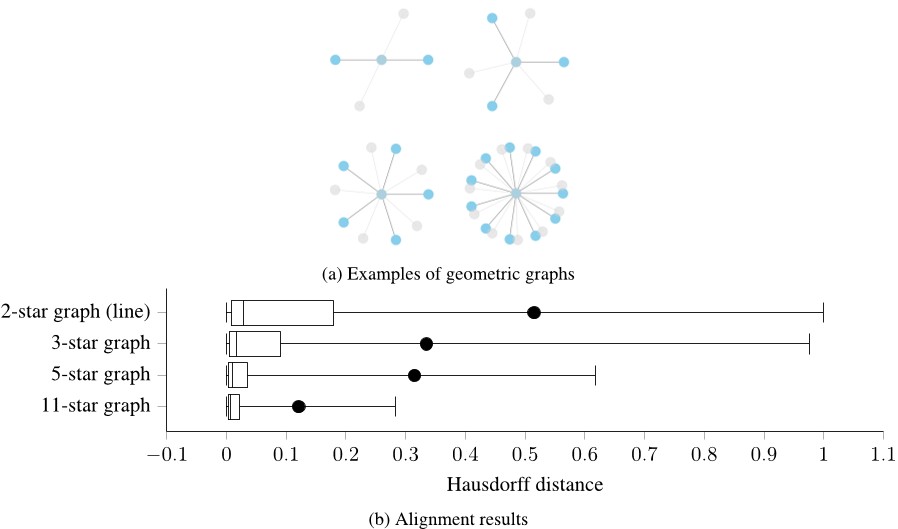 (a) Examples of geometric graphs
2-star graph (line)
3-star graph
5-star graph
11-star graph
−0.1 0 0.1 0.2 0.3 0.4 0.5 0.6 0.7 0.8 0.9 1 1.1
Hausdorff distance
(b) Alignment results